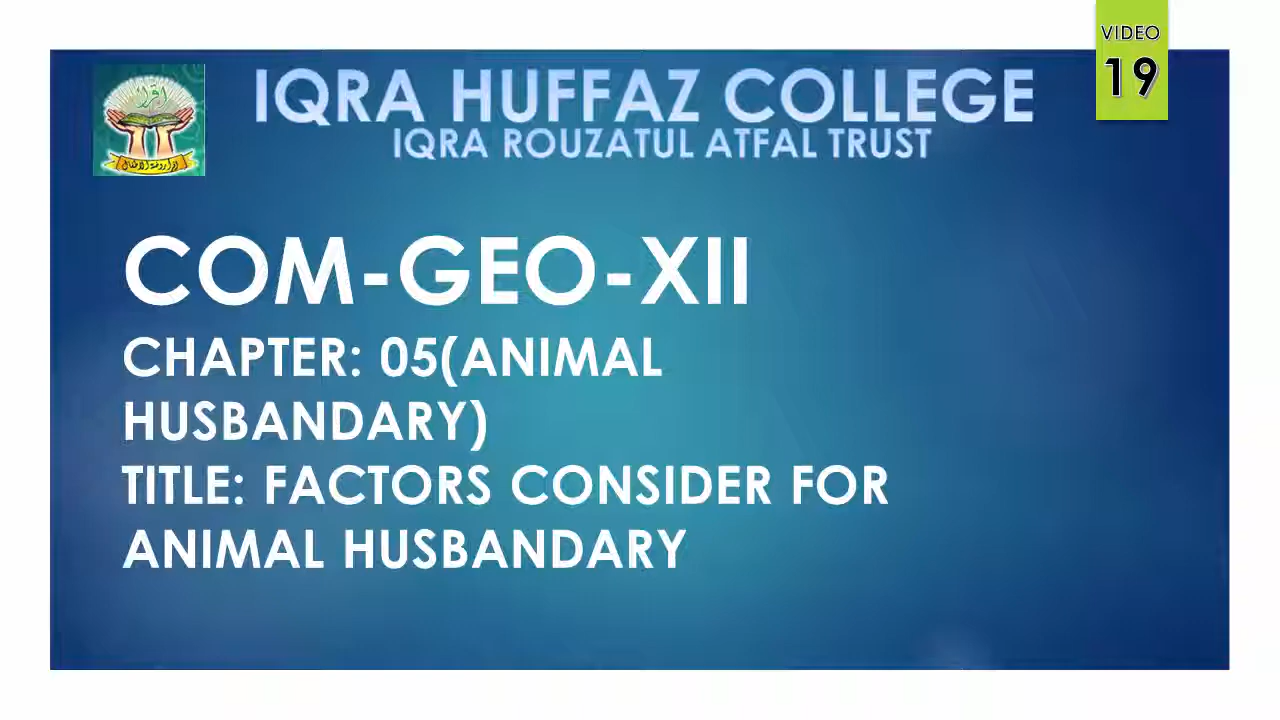 VIDEO
19
IQRA HUFFAZ COLLEGE
IQRA ROUZATUL ATFAL TRUST
COM-GEO-XII
CHAPTER: 05(ANIMAL
HUSBANDARY)
TITLE: FACTORS CONSIDER FOR
ANIMAL HUSBANDARY